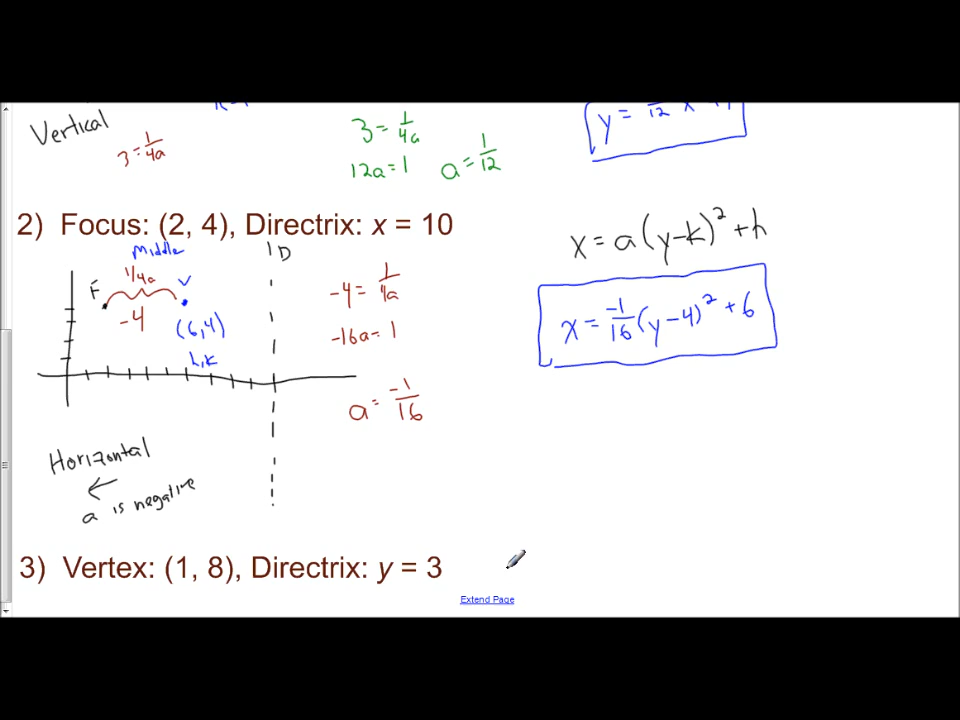 Vertical
3 = 1/4a
3 = 1/4a
12a = 1
a = 1/12
y = 1/12
2) Focus: (2, 4), Directrix: x = 10
Middle
1/4a
F
V
D
-4
(6,4)
h,k
-4 = 1/4a
-16a = 1
a = -1/16
x = a(y-k)² + h
x = -1/16 (y-4)² + 6
Horizontal
←
a is negative
3) Vertex: (1, 8), Directrix: y = 3
Extend Page